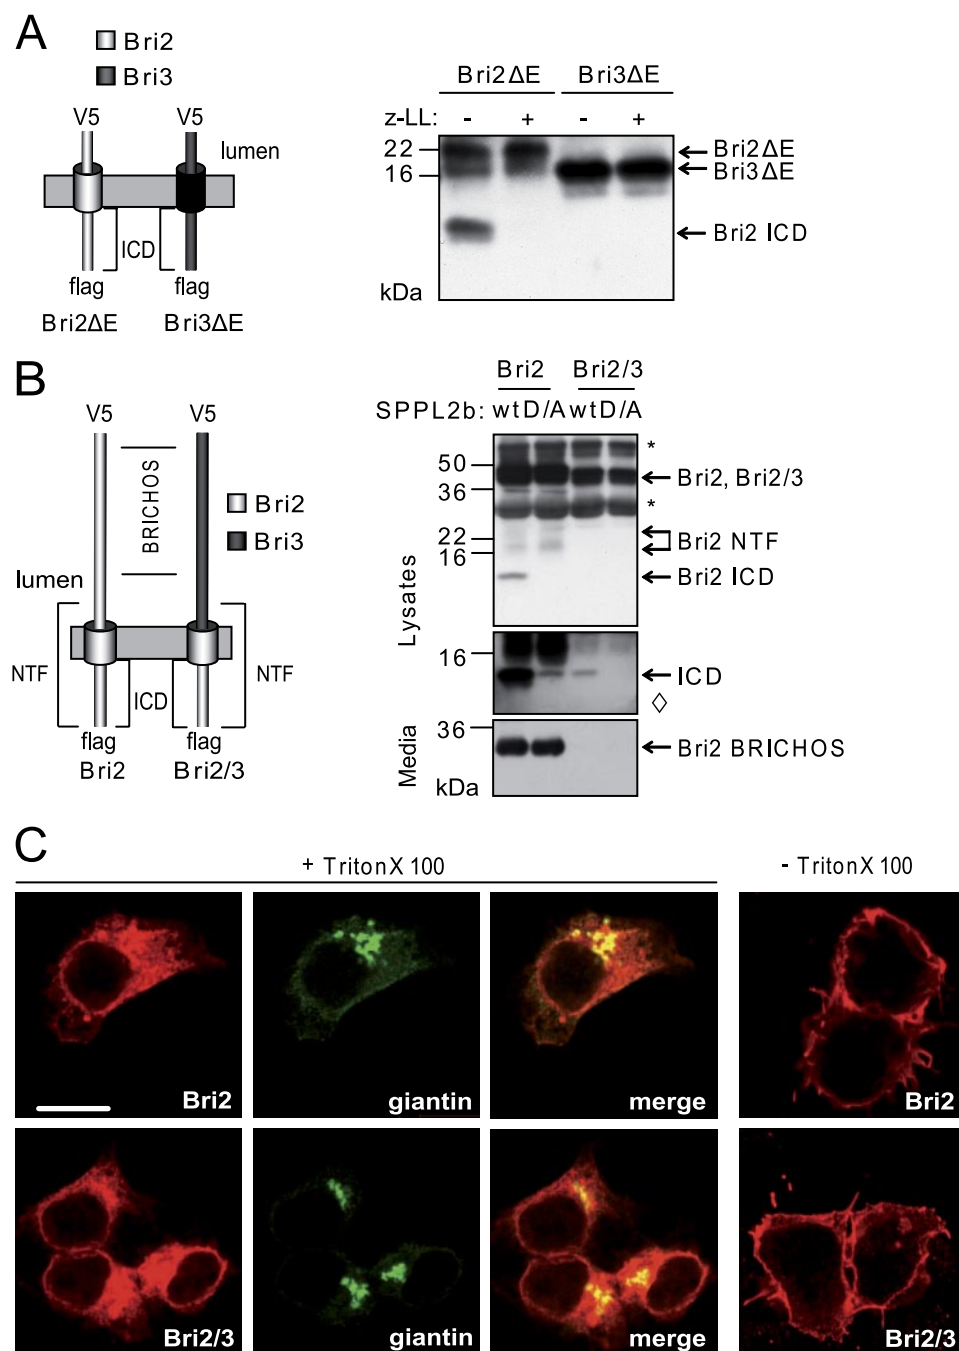 A
Bri2
Bri3
V5 V5
lumen
ICD
flag flag
Bri2ΔE Bri3ΔE
Bri2ΔE Bri3ΔE
z-LL: - + - +
22
16
kDa
Bri2ΔE
Bri3ΔE
Bri2 ICD
B
V5 V5
BRICHOS
Bri2
Bri3
lumen
NTF ICD NTF
flag flag
Bri2 Bri2/3
Bri2 Bri2/3
SPPL2b: wt D/A wt D/A
50
36
22
16
*
Bri2, Bri2/3
*
Bri2 NTF
Bri2 ICD
Lysates
16
ICD
◊
Media
36
kDa
Bri2 BRICHOS
C
+ TritonX 100 - TritonX 100
Bri2 giantin merge Bri2
Bri2/3 giantin merge Bri2/3